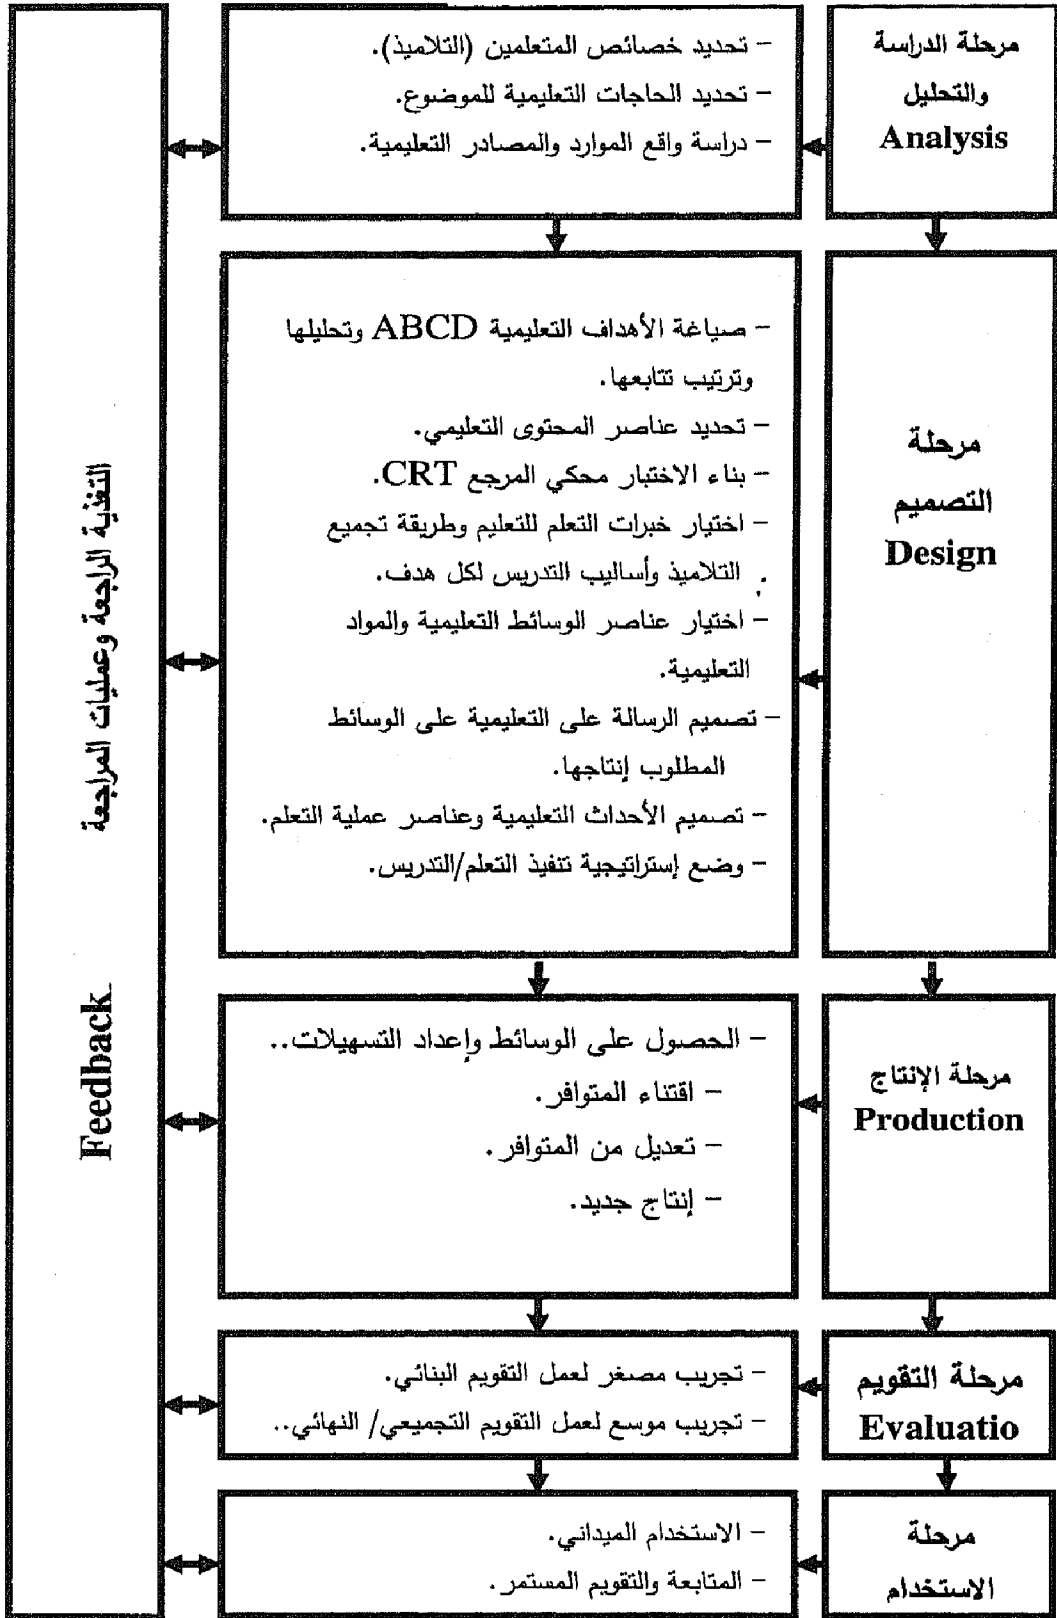 مرحلة الدراسة
والتحليل
Analysis
– تحديد خصائص المتعلمين (التلاميذ).
– تحديد الحاجات التعليمية للموضوع.
– دراسة واقع الموارد والمصادر التعليمية.
مرحلة
التصميم
Design
– صياغة الأهداف التعليمية ABCD وتحليلها
وترتيب تتابعها.
– تحديد عناصر المحتوى التعليمي.
– بناء الاختبار محكي المرجع CRT.
– اختيار خبرات التعلم للتعليم وطريقة تجميع
التلاميذ وأساليب التدريس لكل هدف.
– اختيار عناصر الوسائط التعليمية والمواد
التعليمية.
– تصميم الرسالة على التعليمية على الوسائط
المطلوب إنتاجها.
– تصميم الأحداث التعليمية وعناصر عملية التعلم.
– وضع إستراتيجية تنفيذ التعلم/التدريس.
مرحلة الإنتاج
Production
– الحصول على الوسائط وإعداد التسهيلات..
– اقتناء المتوافر.
– تعديل من المتوافر.
– إنتاج جديد.
مرحلة التقويم
Evaluatio
– تجريب مصغر لعمل التقويم البنائي.
– تجريب موسع لعمل التقويم التجميعي/ النهائي..
مرحلة
الاستخدام
– الاستخدام الميداني.
– المتابعة والتقويم المستمر.
التغذية الراجعة وعمليات المراجعة
Feedback